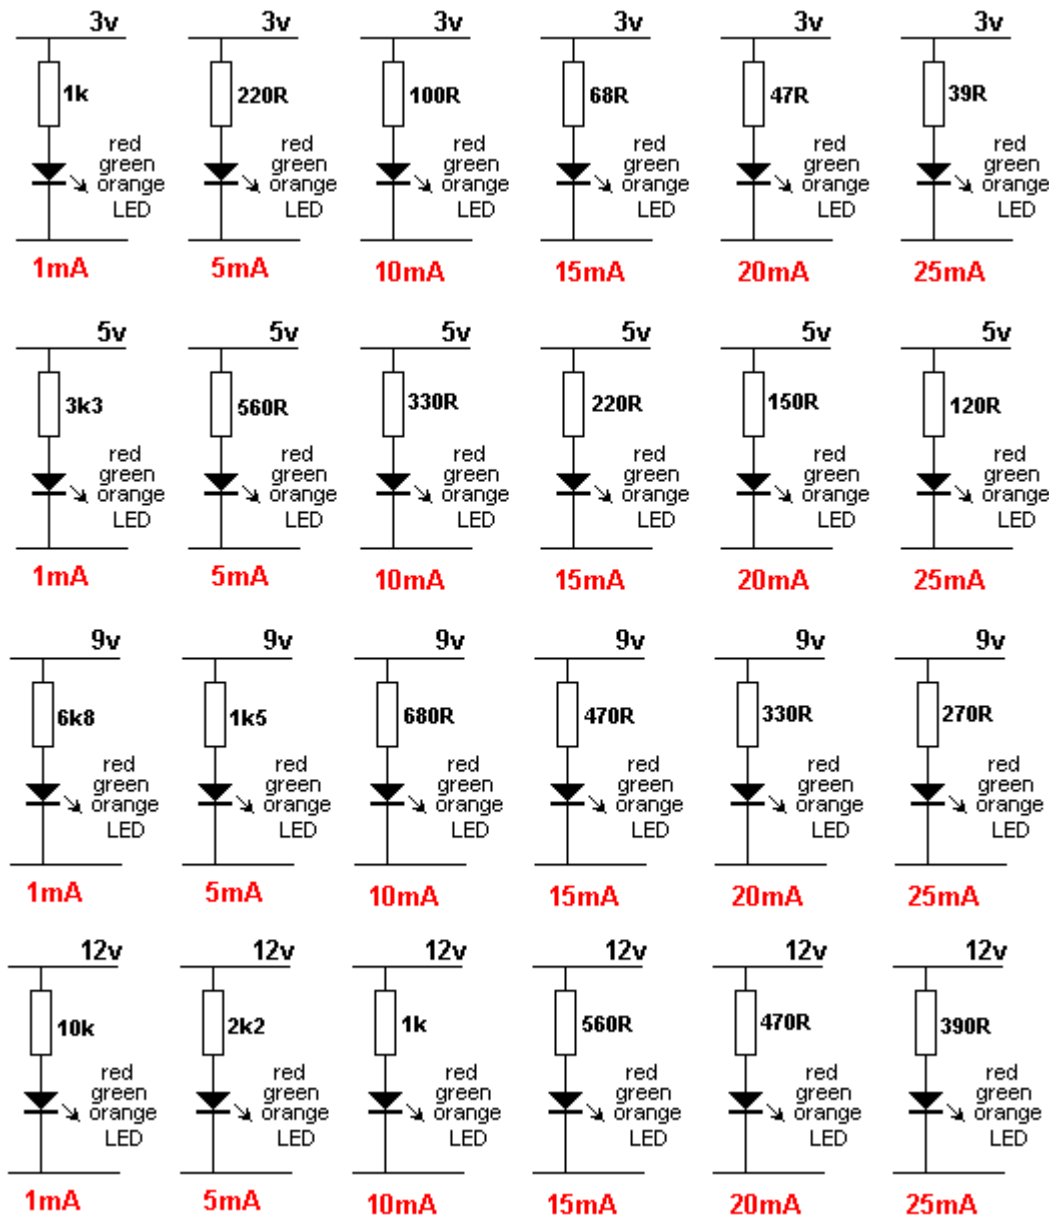 3v 3v 3v 3v 3v 3v
1k 220R 100R 68R 47R 39R
red red red red red red
green green green green green green
orange orange orange orange orange orange
LED LED LED LED LED LED
1mA 5mA 10mA 15mA 20mA 25mA
5v 5v 5v 5v 5v 5v
3k3 560R 330R 220R 150R 120R
red red red red red red
green green green green green green
orange orange orange orange orange orange
LED LED LED LED LED LED
1mA 5mA 10mA 15mA 20mA 25mA
9v 9v 9v 9v 9v 9v
6k8 1k5 680R 470R 330R 270R
red red red red red red
green green green green green green
orange orange orange orange orange orange
LED LED LED LED LED LED
1mA 5mA 10mA 15mA 20mA 25mA
12v 12v 12v 12v 12v 12v
10k 2k2 1k 560R 470R 390R
red red red red red red
green green green green green green
orange orange orange orange orange orange
LED LED LED LED LED LED
1mA 5mA 10mA 15mA 20mA 25mA